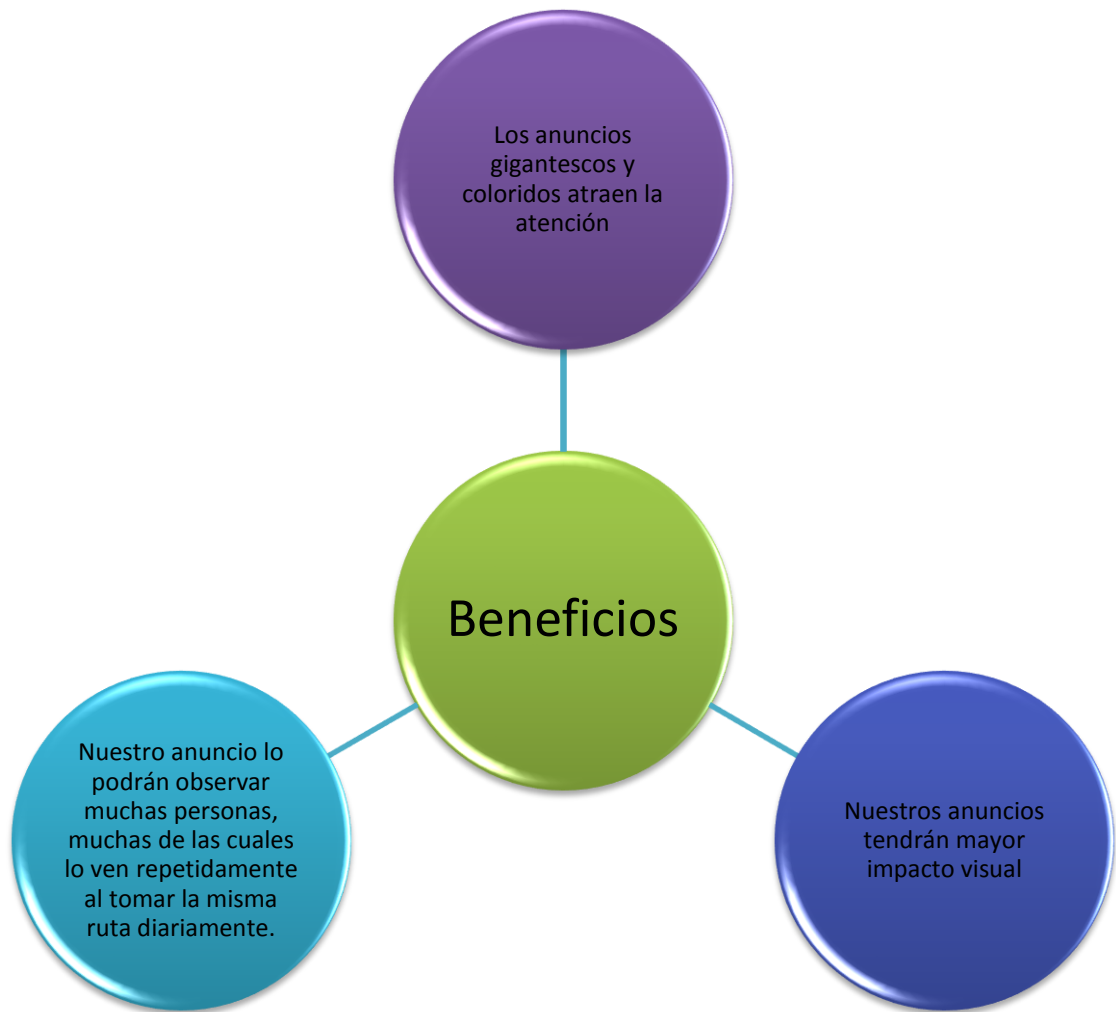 Los anuncios
gigantescos y
coloridos atraen la
atención
Beneficios
Nuestro anuncio lo
podrán observar
muchas personas,
muchas de las cuales
lo ven repetidamente
al tomar la misma
ruta diariamente.
Nuestros anuncios
tendrán mayor
impacto visual